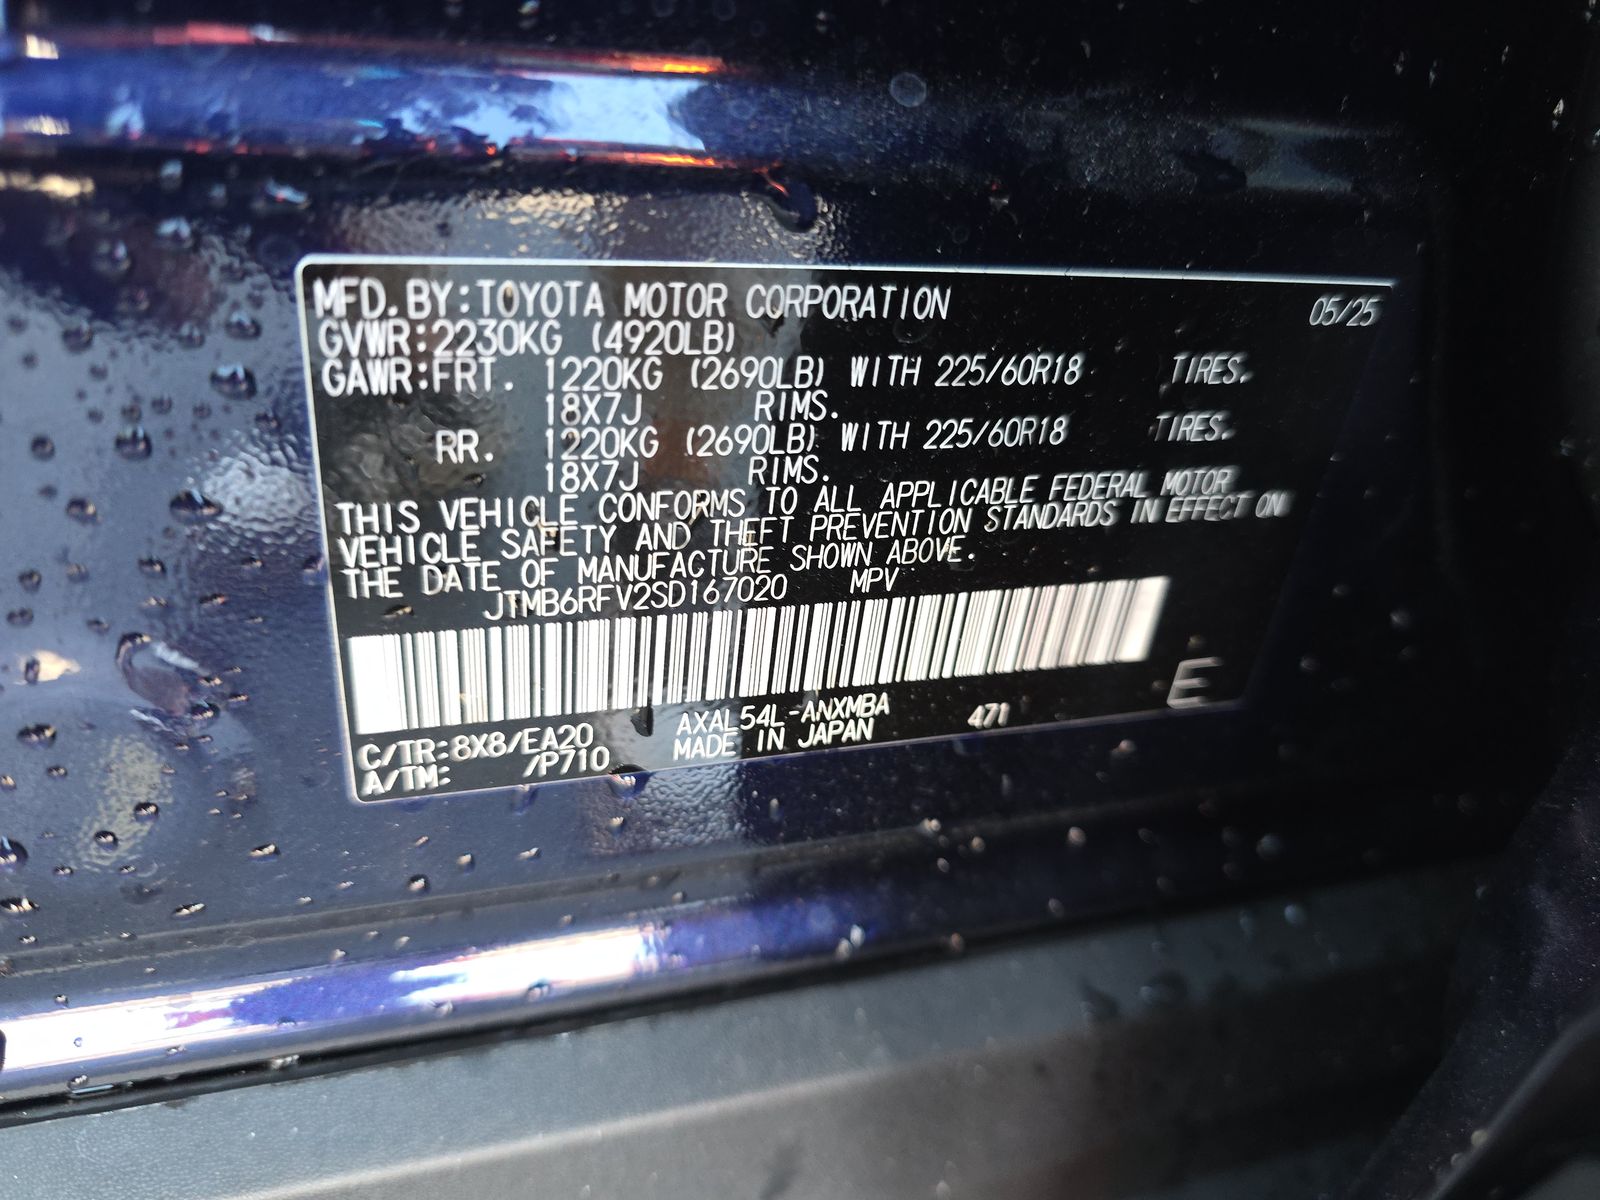 MFD.BY:TOYOTA MOTOR CORPORATION 05/25
GVWR:2230KG (4920LB)
GAWR:FRT. 1220KG (2690LB) WITH 225/60R18 TIRES.
18X7J RIMS.
RR. 1220KG (2690LB) WITH 225/60R18 TIRES.
18X7J RIMS.
THIS VEHICLE CONFORMS TO ALL APPLICABLE FEDERAL MOTOR
VEHICLE SAFETY AND THEFT PREVENTION STANDARDS IN EFFECT ON
THE DATE OF MANUFACTURE SHOWN ABOVE.
JTMB6RFV2SD167020 MPV
E
C/TR:8X8/EA20 AXAL54L-ANXMBA 471
A/TM: /P710 MADE IN JAPAN